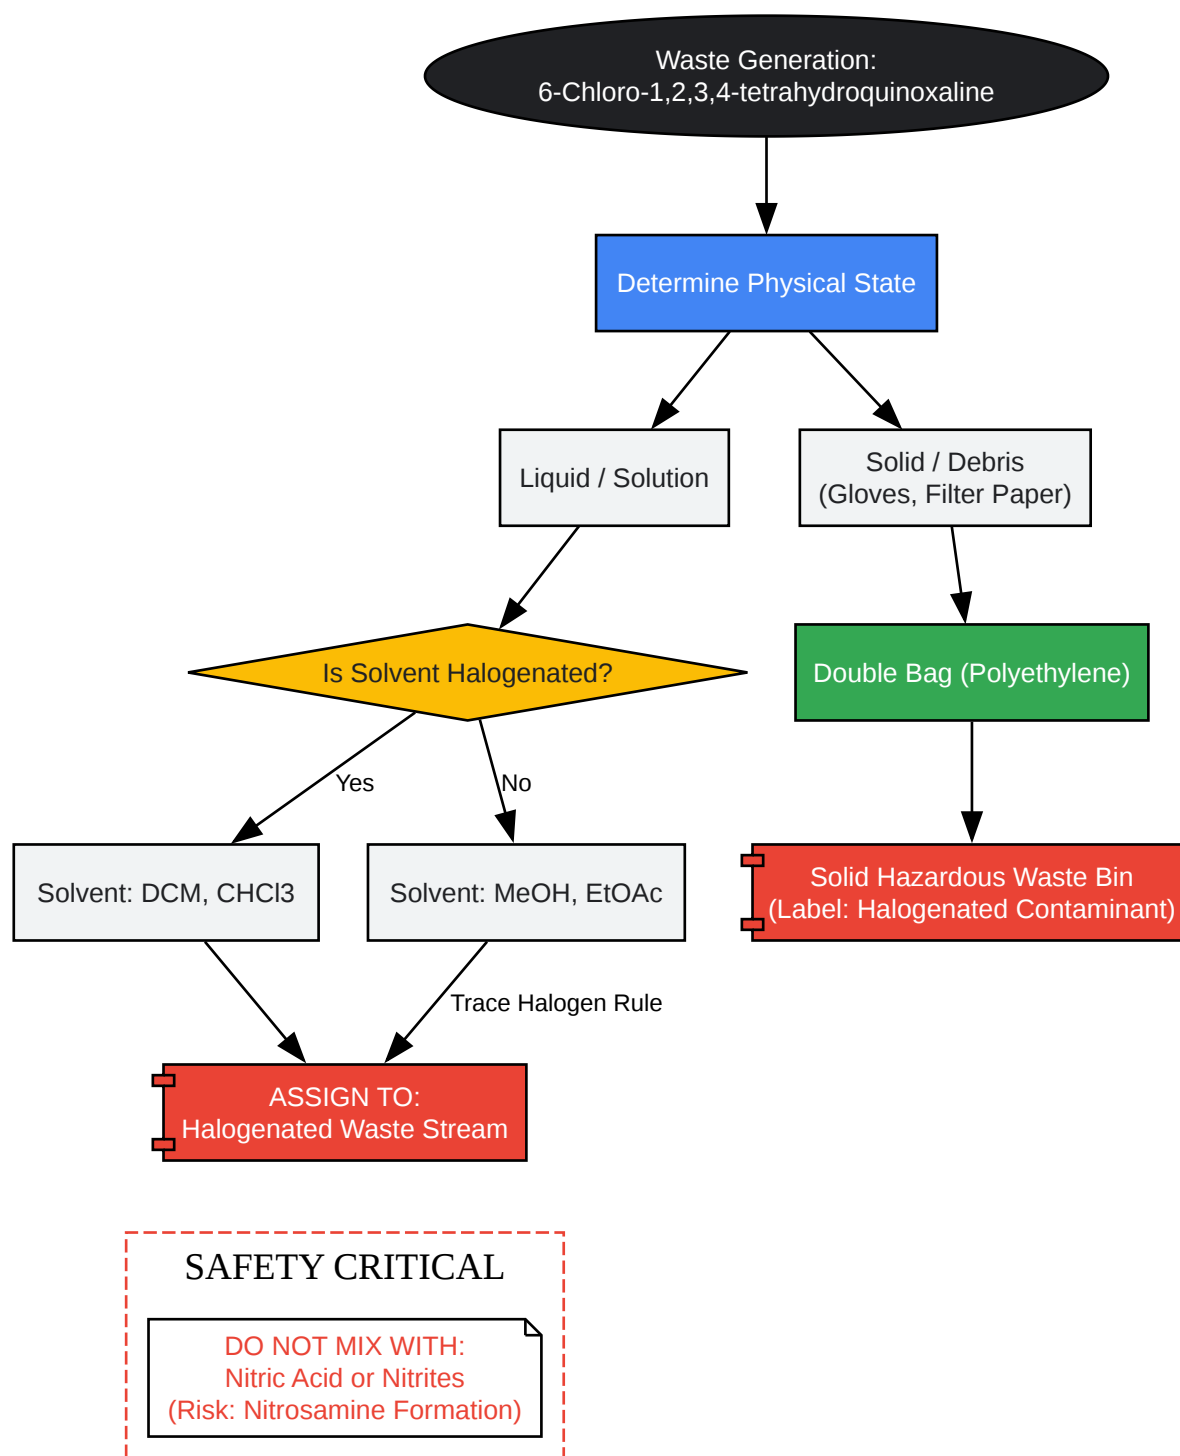 Waste Generation:
6-Chloro-1,2,3,4-tetrahydroquinoxaline
Determine Physical State
Liquid / Solution
Solid / Debris
(Gloves, Filter Paper)
Is Solvent Halogenated?
Double Bag (Polyethylene)
Yes
No
Solvent: DCM, CHCl3
Solvent: MeOH, EtOAc
Solid Hazardous Waste Bin
(Label: Halogenated Contaminant)
Trace Halogen Rule
ASSIGN TO:
Halogenated Waste Stream
SAFETY CRITICAL
DO NOT MIX WITH:
Nitric Acid or Nitrites
(Risk: Nitrosamine Formation)